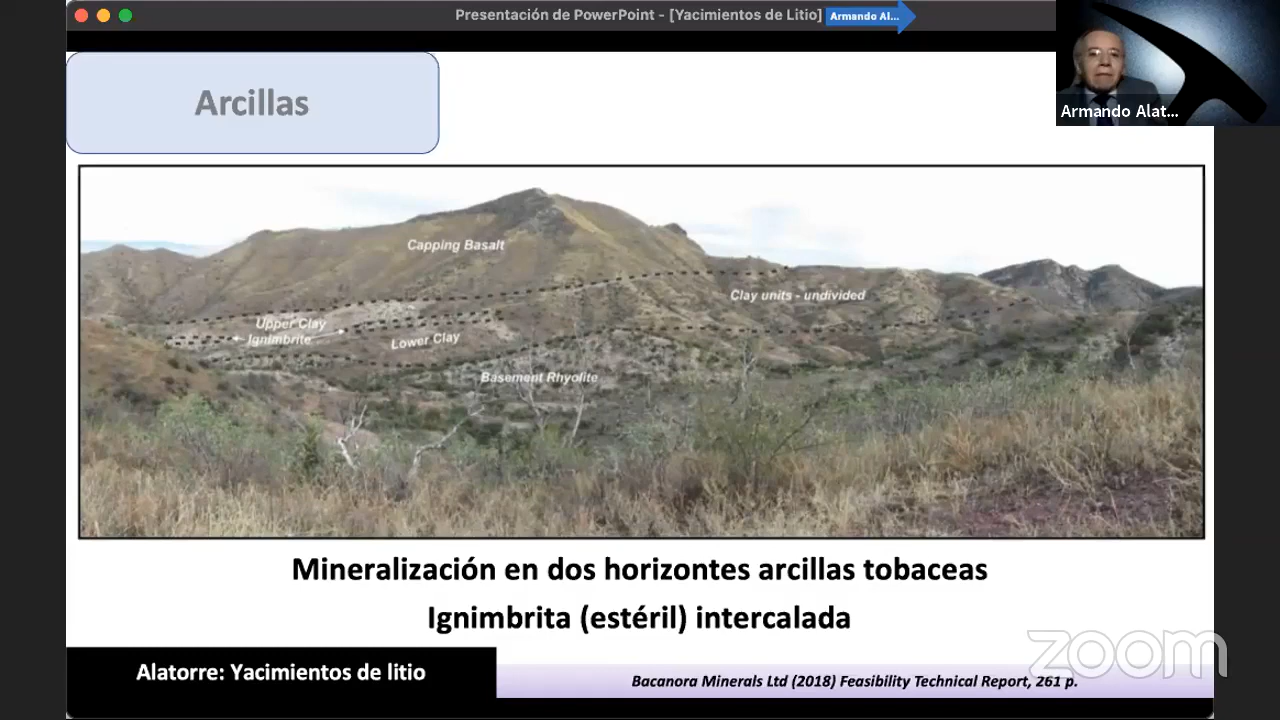 Presentación de PowerPoint - [Yacimientos de Litio]
Armando Al...
Armando Alat...
Arcillas
Capping Basalt
Clay units - undivided
Upper Clay
Ignimbrite
Lower Clay
Basement Rhyolite
Mineralización en dos horizontes arcillas tobaceas
Ignimbrita (estéril) intercalada
zoom
Alatorre: Yacimientos de litio
Bacanora Minerals Ltd (2018) Feasibility Technical Report, 261 p.